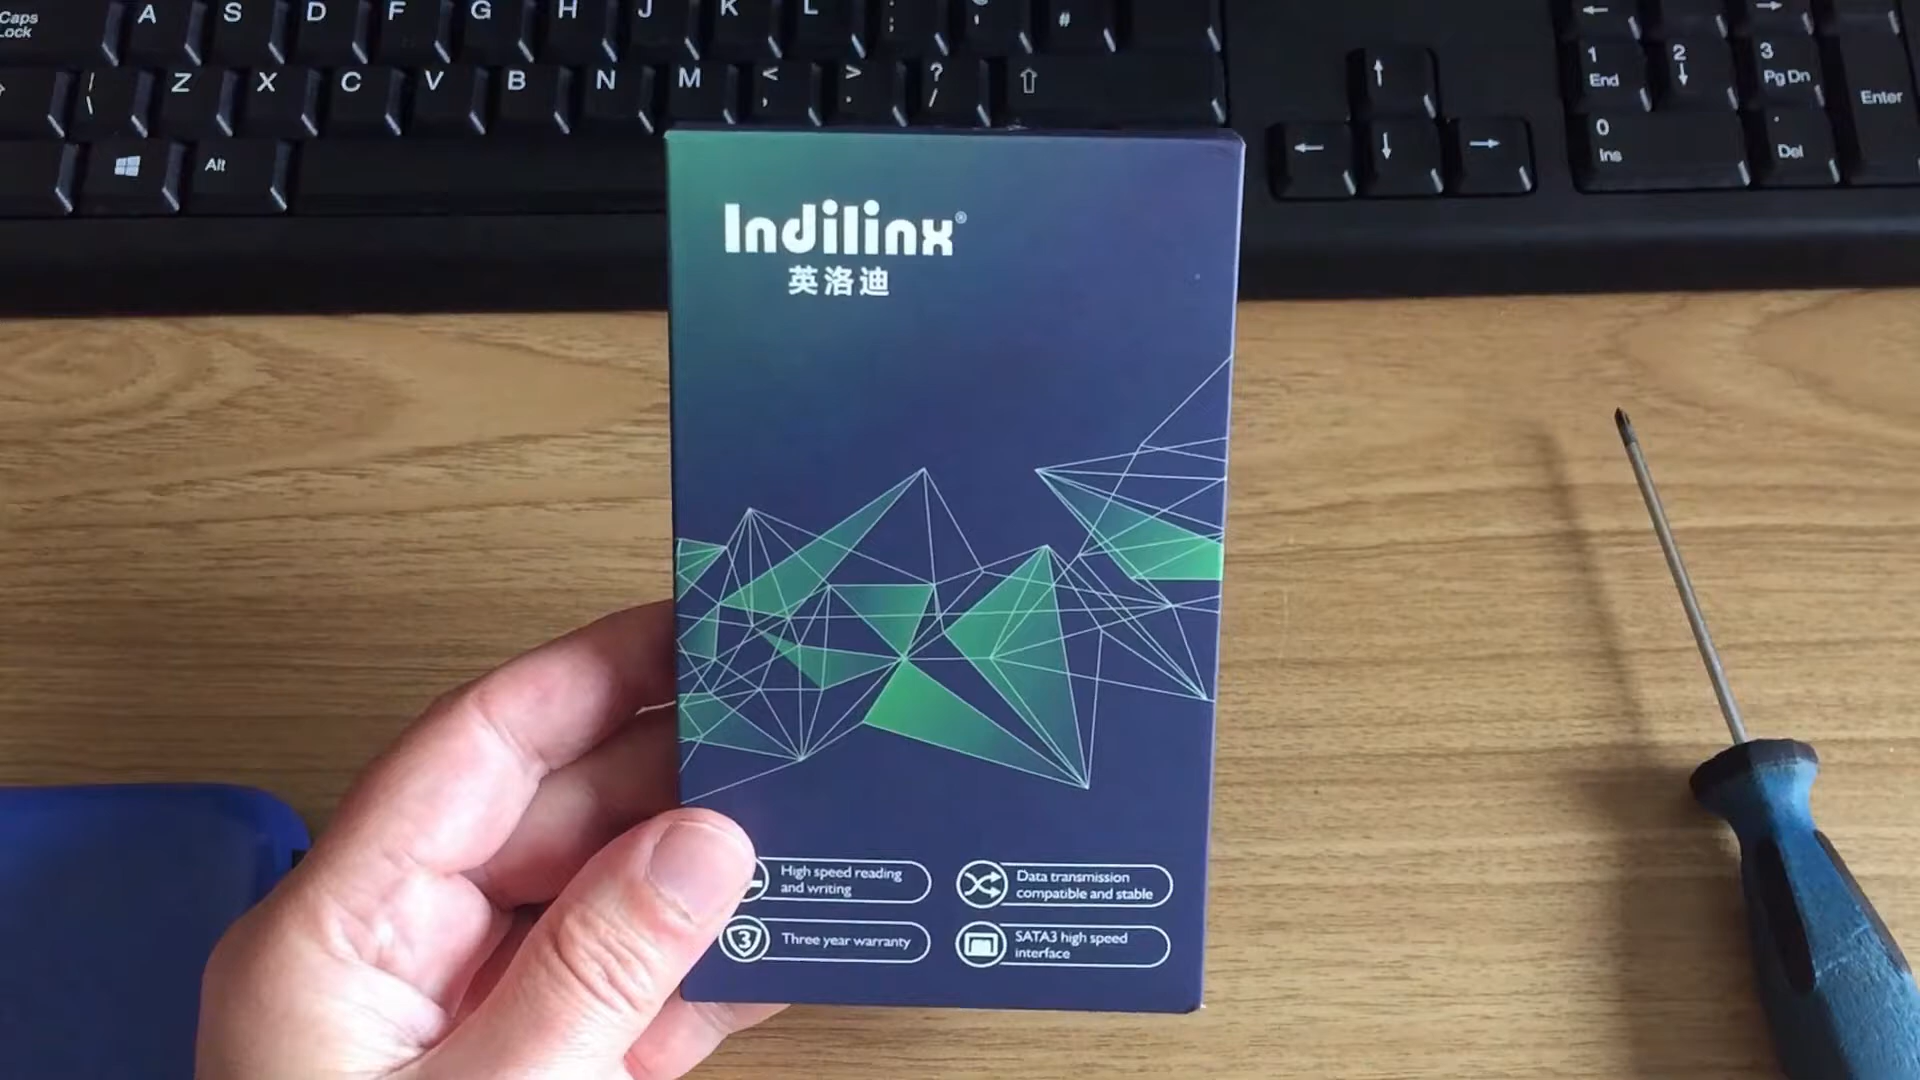 Caps
Lock
A S D F G H J K L : ; #
| \ Z X C V B N M < , > . ? /
Alt
1 End
2
3 Pg Dn
Enter
0 Ins
. Del
Indilinx®
英洛迪
High speed reading
and writing
Data transmission
compatible and stable
3 Three year warranty
SATA3 high speed
interface